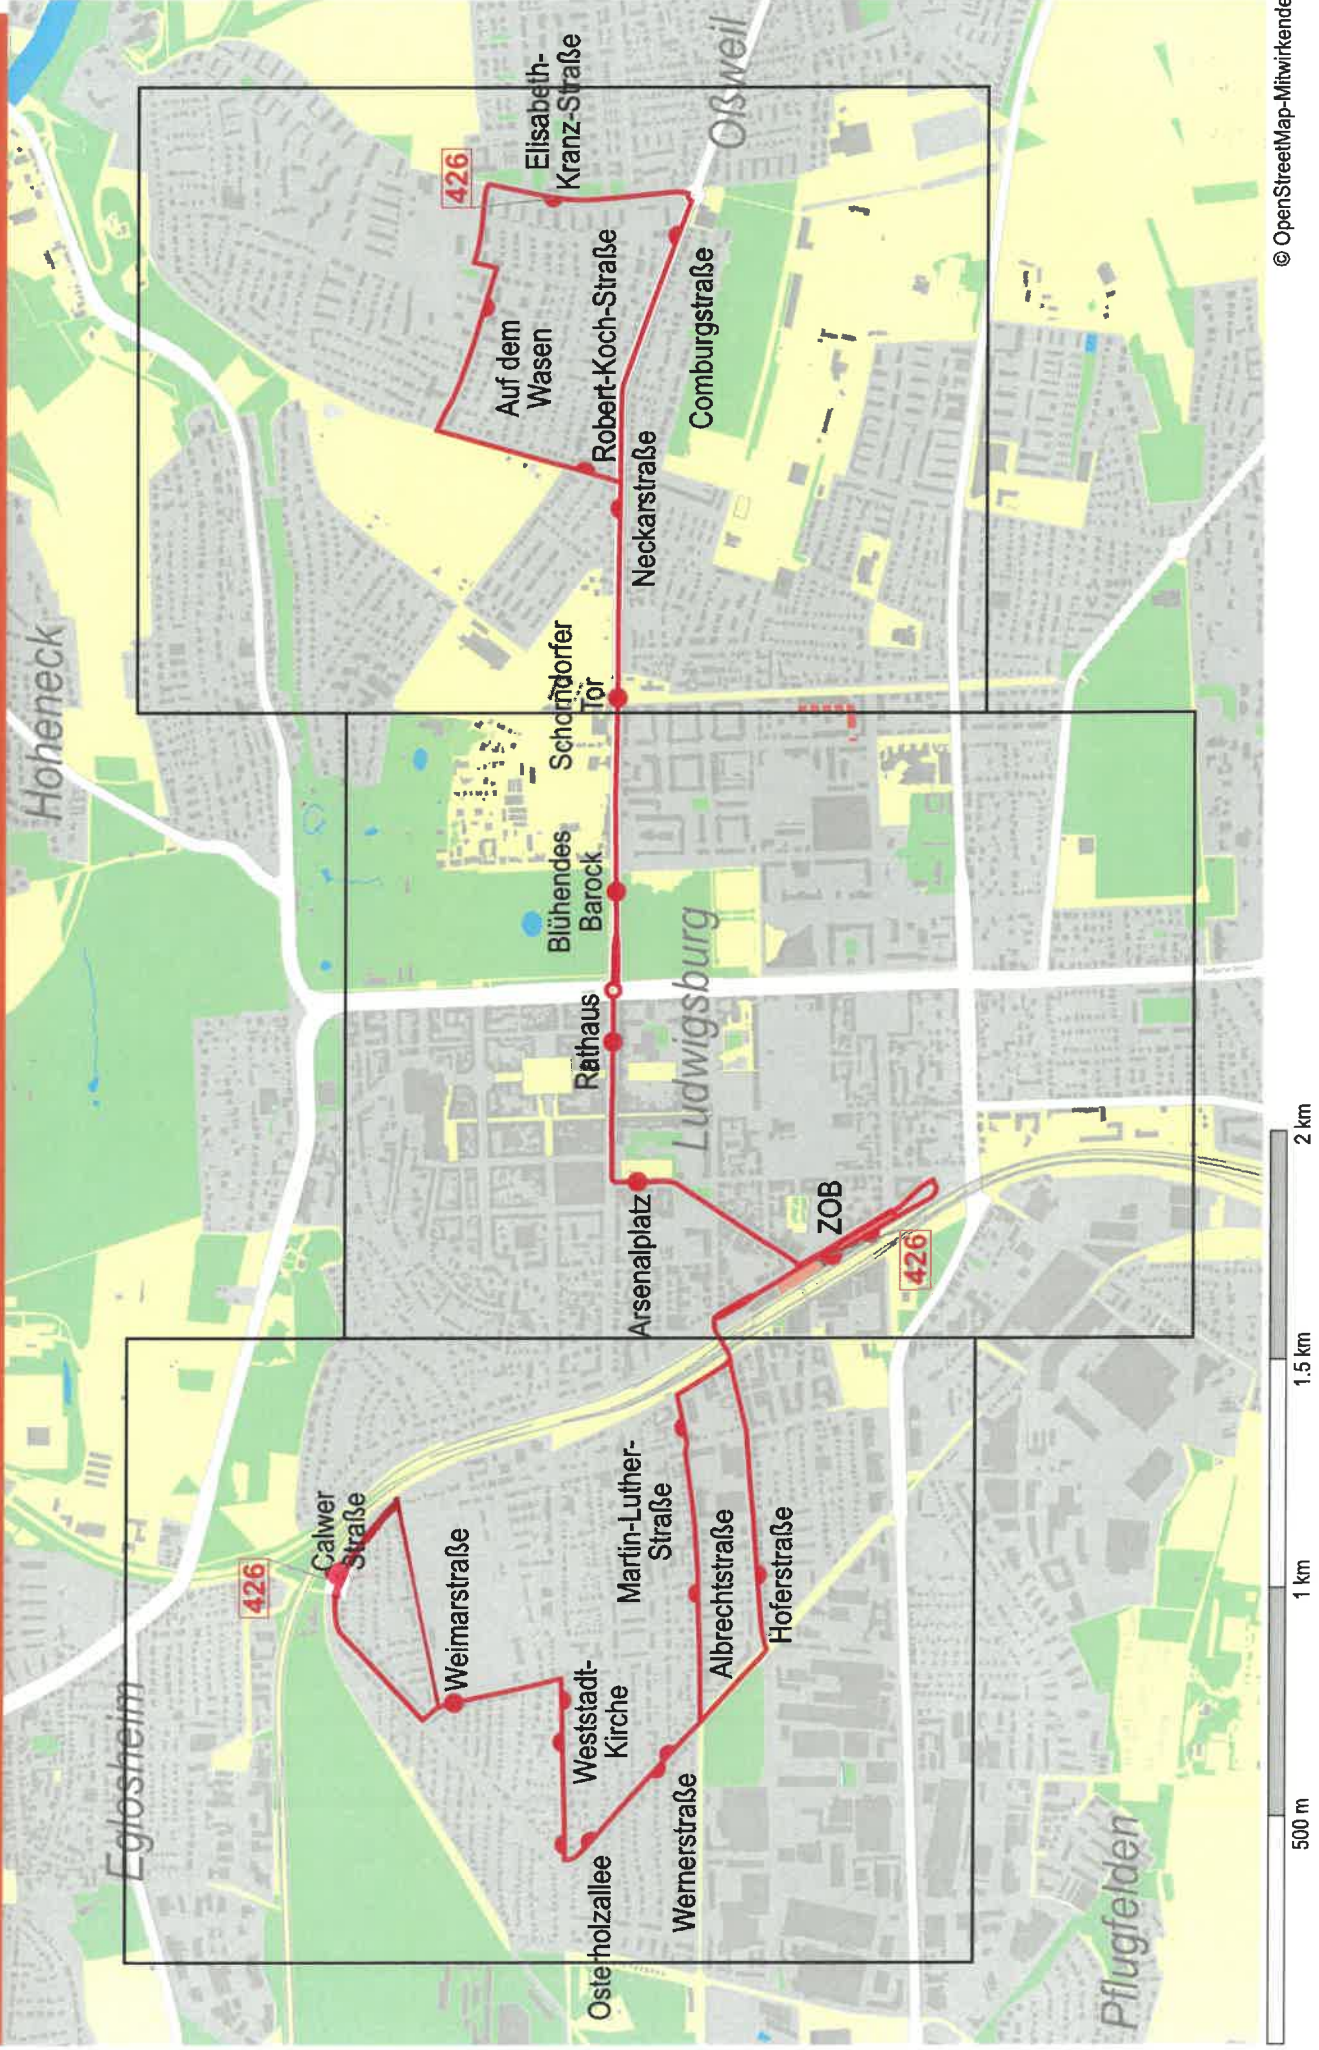 Hoheneck
Eglosheim
Oßweil
Ludwigsburg
Pflugfelden
426
Calwer
Straße
Weimarstraße
Weststadt-
Kirche
Osterholzallee
Wernerstraße
Martin-Luther-
Straße
Albrechtstraße
Hoferstraße
ZOB
426
Arsenalplatz
Rathaus
Blühendes
Barock
Schorndorfer
Tor
Neckarstraße
Robert-Koch-Straße
Auf dem
Wasen
426
Elisabeth-
Kranz-Straße
Comburgstraße
500 m
1 km
1.5 km
2 km
© OpenStreetMap-Mitwirkende